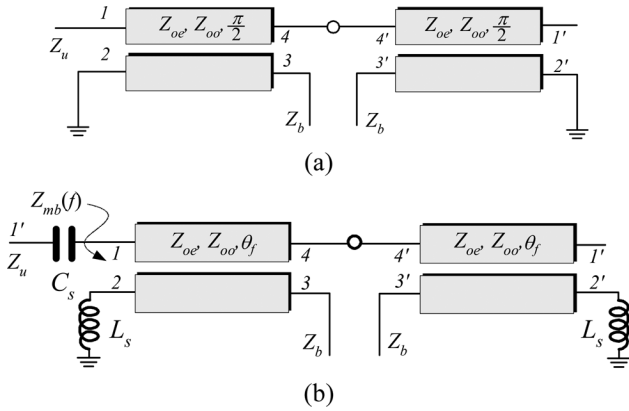 1 Z_oe, Z_oo, π/2 4 4' Z_oe, Z_oo, π/2 1'
Z_u 2 3 3' 2'
Z_b Z_b
(a)
Z_mb(f)
1' 1 Z_oe, Z_oo, θ_f 4 4' Z_oe, Z_oo, θ_f 1'
Z_u 2 3 3' 2'
C_s
L_s Z_b Z_b L_s
(b)